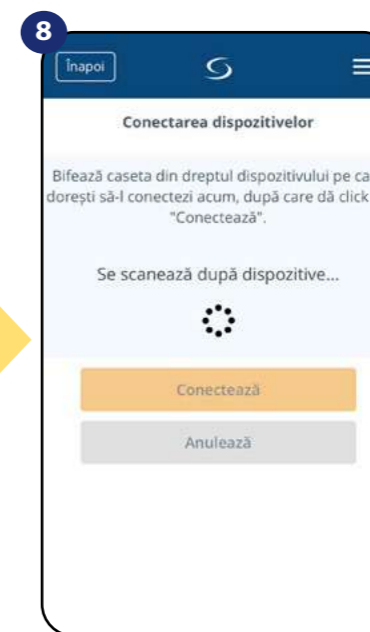 8
Înapoi
Conectarea dispozitivelor
Bifează caseta din dreptul dispozitivului pe ca
dorești să-l conectezi acum, după care dă click
"Conectează".
Se scanează după dispozitive...
Conectează
Anulează